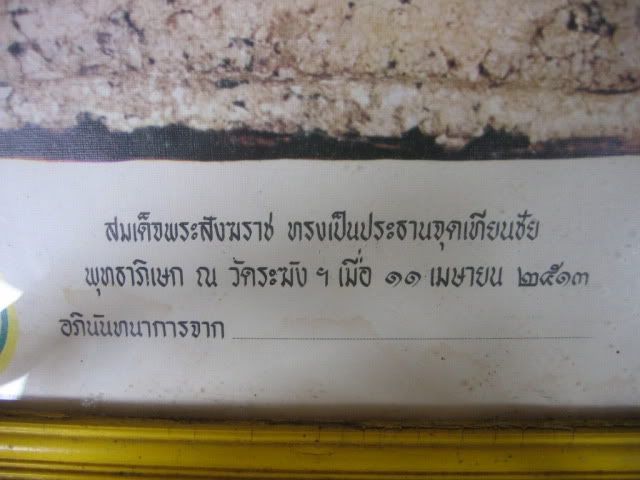 สมเด็จพระสังฆราช ทรงเป็นประธานจุดเทียนชัย
พุทธาภิเษก ณ วัดระฆัง ฯ เมื่อ ๑๑ เมษายน ๒๕๑๓
อภินันทนาการจาก